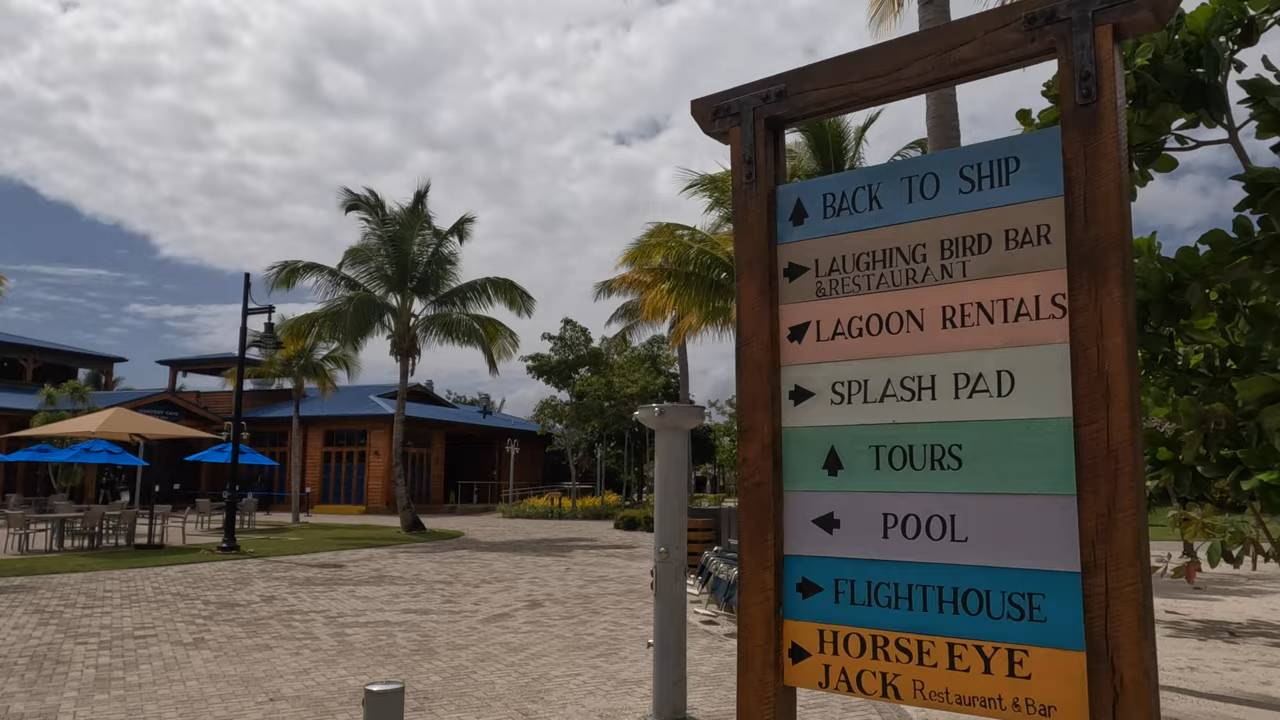 BACK TO SHIP
LAUGHING BIRD BAR
& RESTAURANT
LAGOON RENTALS
SPLASH PAD
TOURS
POOL
FLIGHTHOUSE
HORSE EYE
JACK Restaurant & Bar